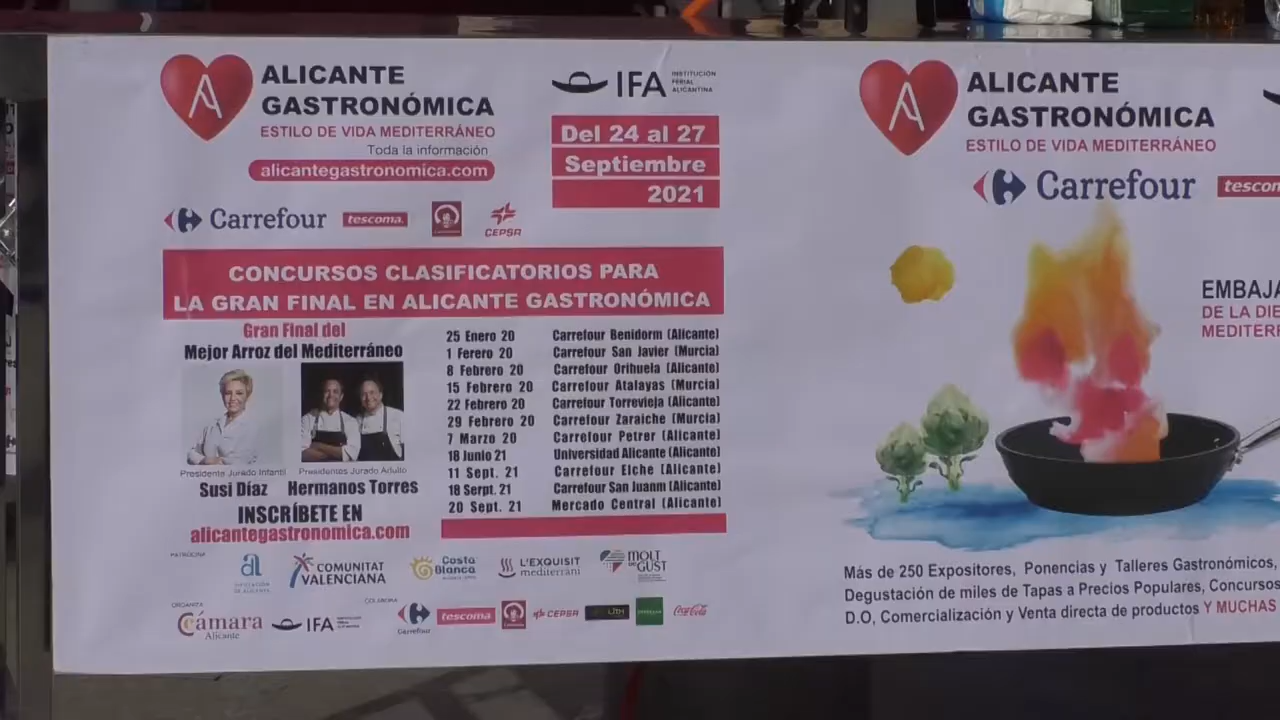 ALICANTE
GASTRONÓMICA
ESTILO DE VIDA MEDITERRÁNEO
Toda la información
alicantegastronomica.com
IFA INSTITUCIÓN
FERIAL
ALICANTINA
Del 24 al 27
Septiembre
2021
Carrefour tescoma. CEPSA
CONCURSOS CLASIFICATORIOS PARA
LA GRAN FINAL EN ALICANTE GASTRONÓMICA
Gran Final del
Mejor Arroz del Mediterráneo
Presidente Jurado Infantil
Susi Díaz
Presidentes Jurado Adulto
Hermanos Torres
INSCRÍBETE EN
alicantegastronomica.com
25 Enero 20 Carrefour Benidorm (Alicante)
1 Ferero 20 Carrefour San Javier (Murcia)
8 Febrero 20 Carrefour Orihuela (Alicante)
15 Febrero 20 Carrefour Atalayas (Murcia)
22 Febrero 20 Carrefour Torrevieja (Alicante)
29 Febrero 20 Carrefour Zaraiche (Murcia)
7 Marzo 20 Carrefour Petrer (Alicante)
18 Junio 21 Universidad Alicante (Alicante)
11 Sept. 21 Carrefour Elche (Alicante)
18 Serpt. 21 Carrefour San Juanm (Alicante)
20 Sept. 21 Mercado Central (Alicante)
PATROCINA
COMUNITAT
VALENCIANA
Costa
Blanca
L'EXQUISIT
mediterrani
MOLT
GUST
ORGANIZA
Cámara
Alicante
IFA
COLABORA
Carrefour
tescoma
CEPSA
Coca-Cola
ALICANTE
GASTRONÓMICA
ESTILO DE VIDA MEDITERRÁNEO
Carrefour tescom
EMBAJA
DE LA DIE
MEDITER
Más de 250 Expositores, Ponencias y Talleres Gastronómicos,
Degustación de miles de Tapas a Precios Populares, Concursos
D.O, Comercialización y Venta directa de productos Y MUCHAS